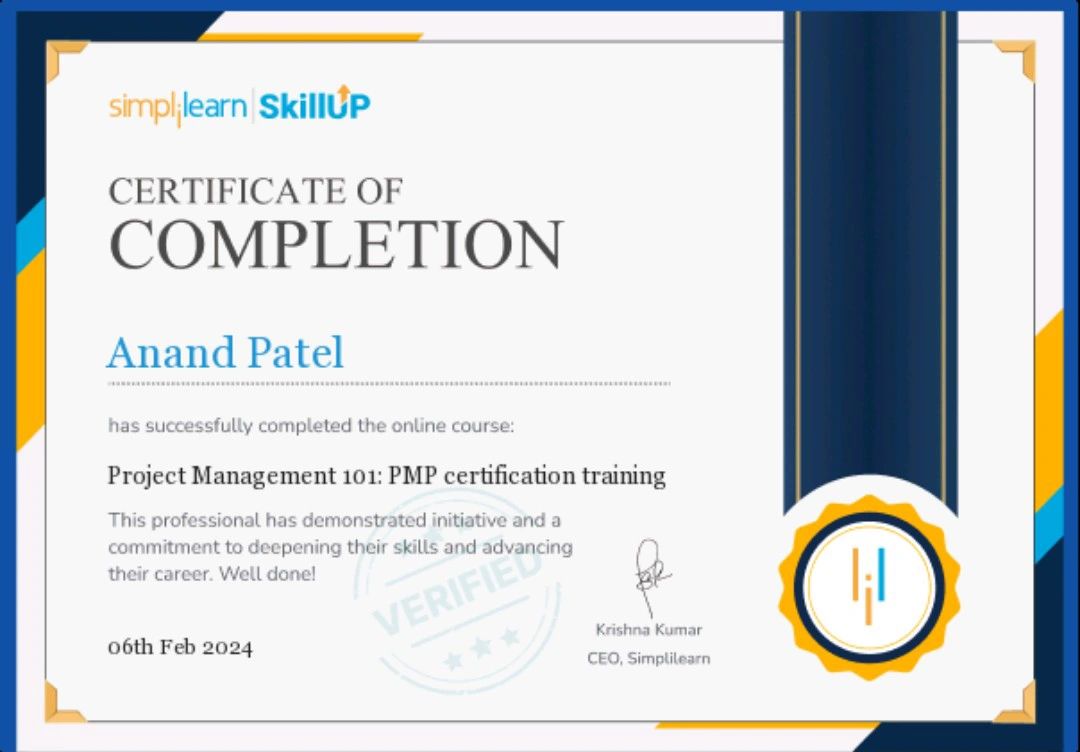 simplilearn | SkillUP
CERTIFICATE OF
COMPLETION
Anand Patel
has successfully completed the online course:
Project Management 101: PMP certification training
This professional has demonstrated initiative and a
commitment to deepening their skills and advancing
their career. Well done!
VERIFIED
06th Feb 2024
Krishna Kumar
CEO, Simplilearn